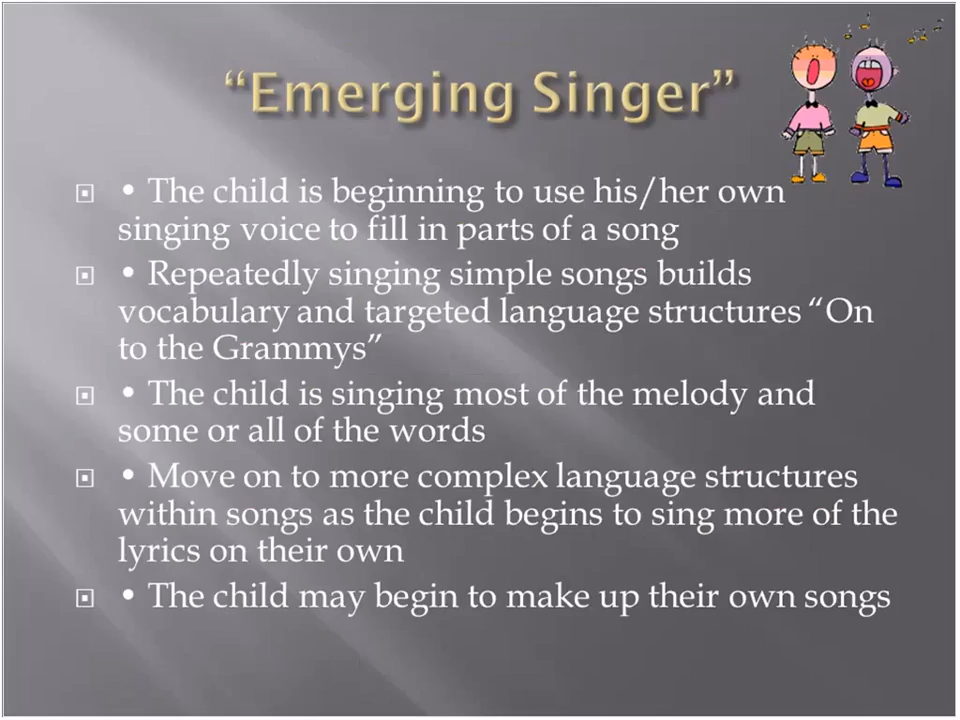 “Emerging Singer”
• The child is beginning to use his/her own
singing voice to fill in parts of a song
• Repeatedly singing simple songs builds
vocabulary and targeted language structures “On
to the Grammys”
• The child is singing most of the melody and
some or all of the words
• Move on to more complex language structures
within songs as the child begins to sing more of the
lyrics on their own
• The child may begin to make up their own songs